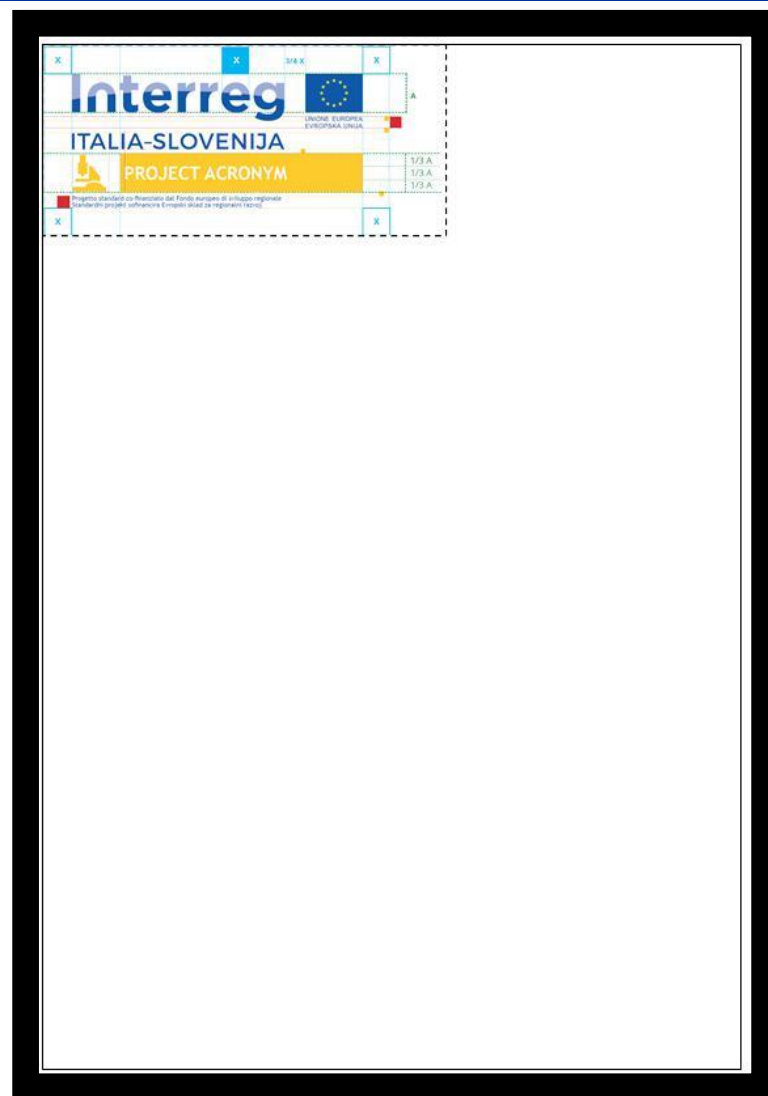 X X 3/4 X X
Interreg
A
UNIONE EUROPEA
EVROPSKA UNIJA
ITALIA-SLOVENIJA
1/3 A
PROJECT ACRONYM
1/3 A
1/3 A
Progetto standard co-finanziato dal Fondo europeo di sviluppo regionale
Standardni projekt sofinancira Evropski sklad za regionalni razvoj
X X